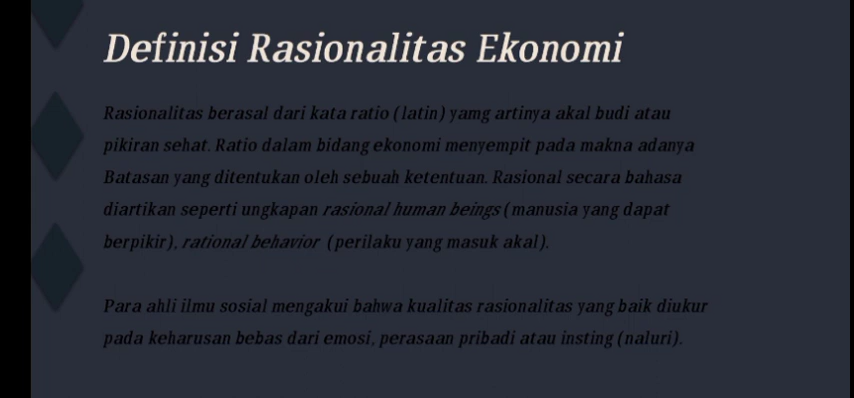 Definisi Rasionalitas Ekonomi
Rasionalitas berasal dari kata ratio (latin) yamg artinya akal budi atau
pikiran sehat. Ratio dalam bidang ekonomi menyempit pada makna adanya
Batasan yang ditentukan oleh sebuah ketentuan. Rasional secara bahasa
diartikan seperti ungkapan rasional human beings (manusia yang dapat
berpikir), rational behavior (perilaku yang masuk akal).
Para ahli ilmu sosial mengakui bahwa kualitas rasionalitas yang baik diukur
pada keharusan bebas dari emosi, perasaan pribadi atau insting (naluri).